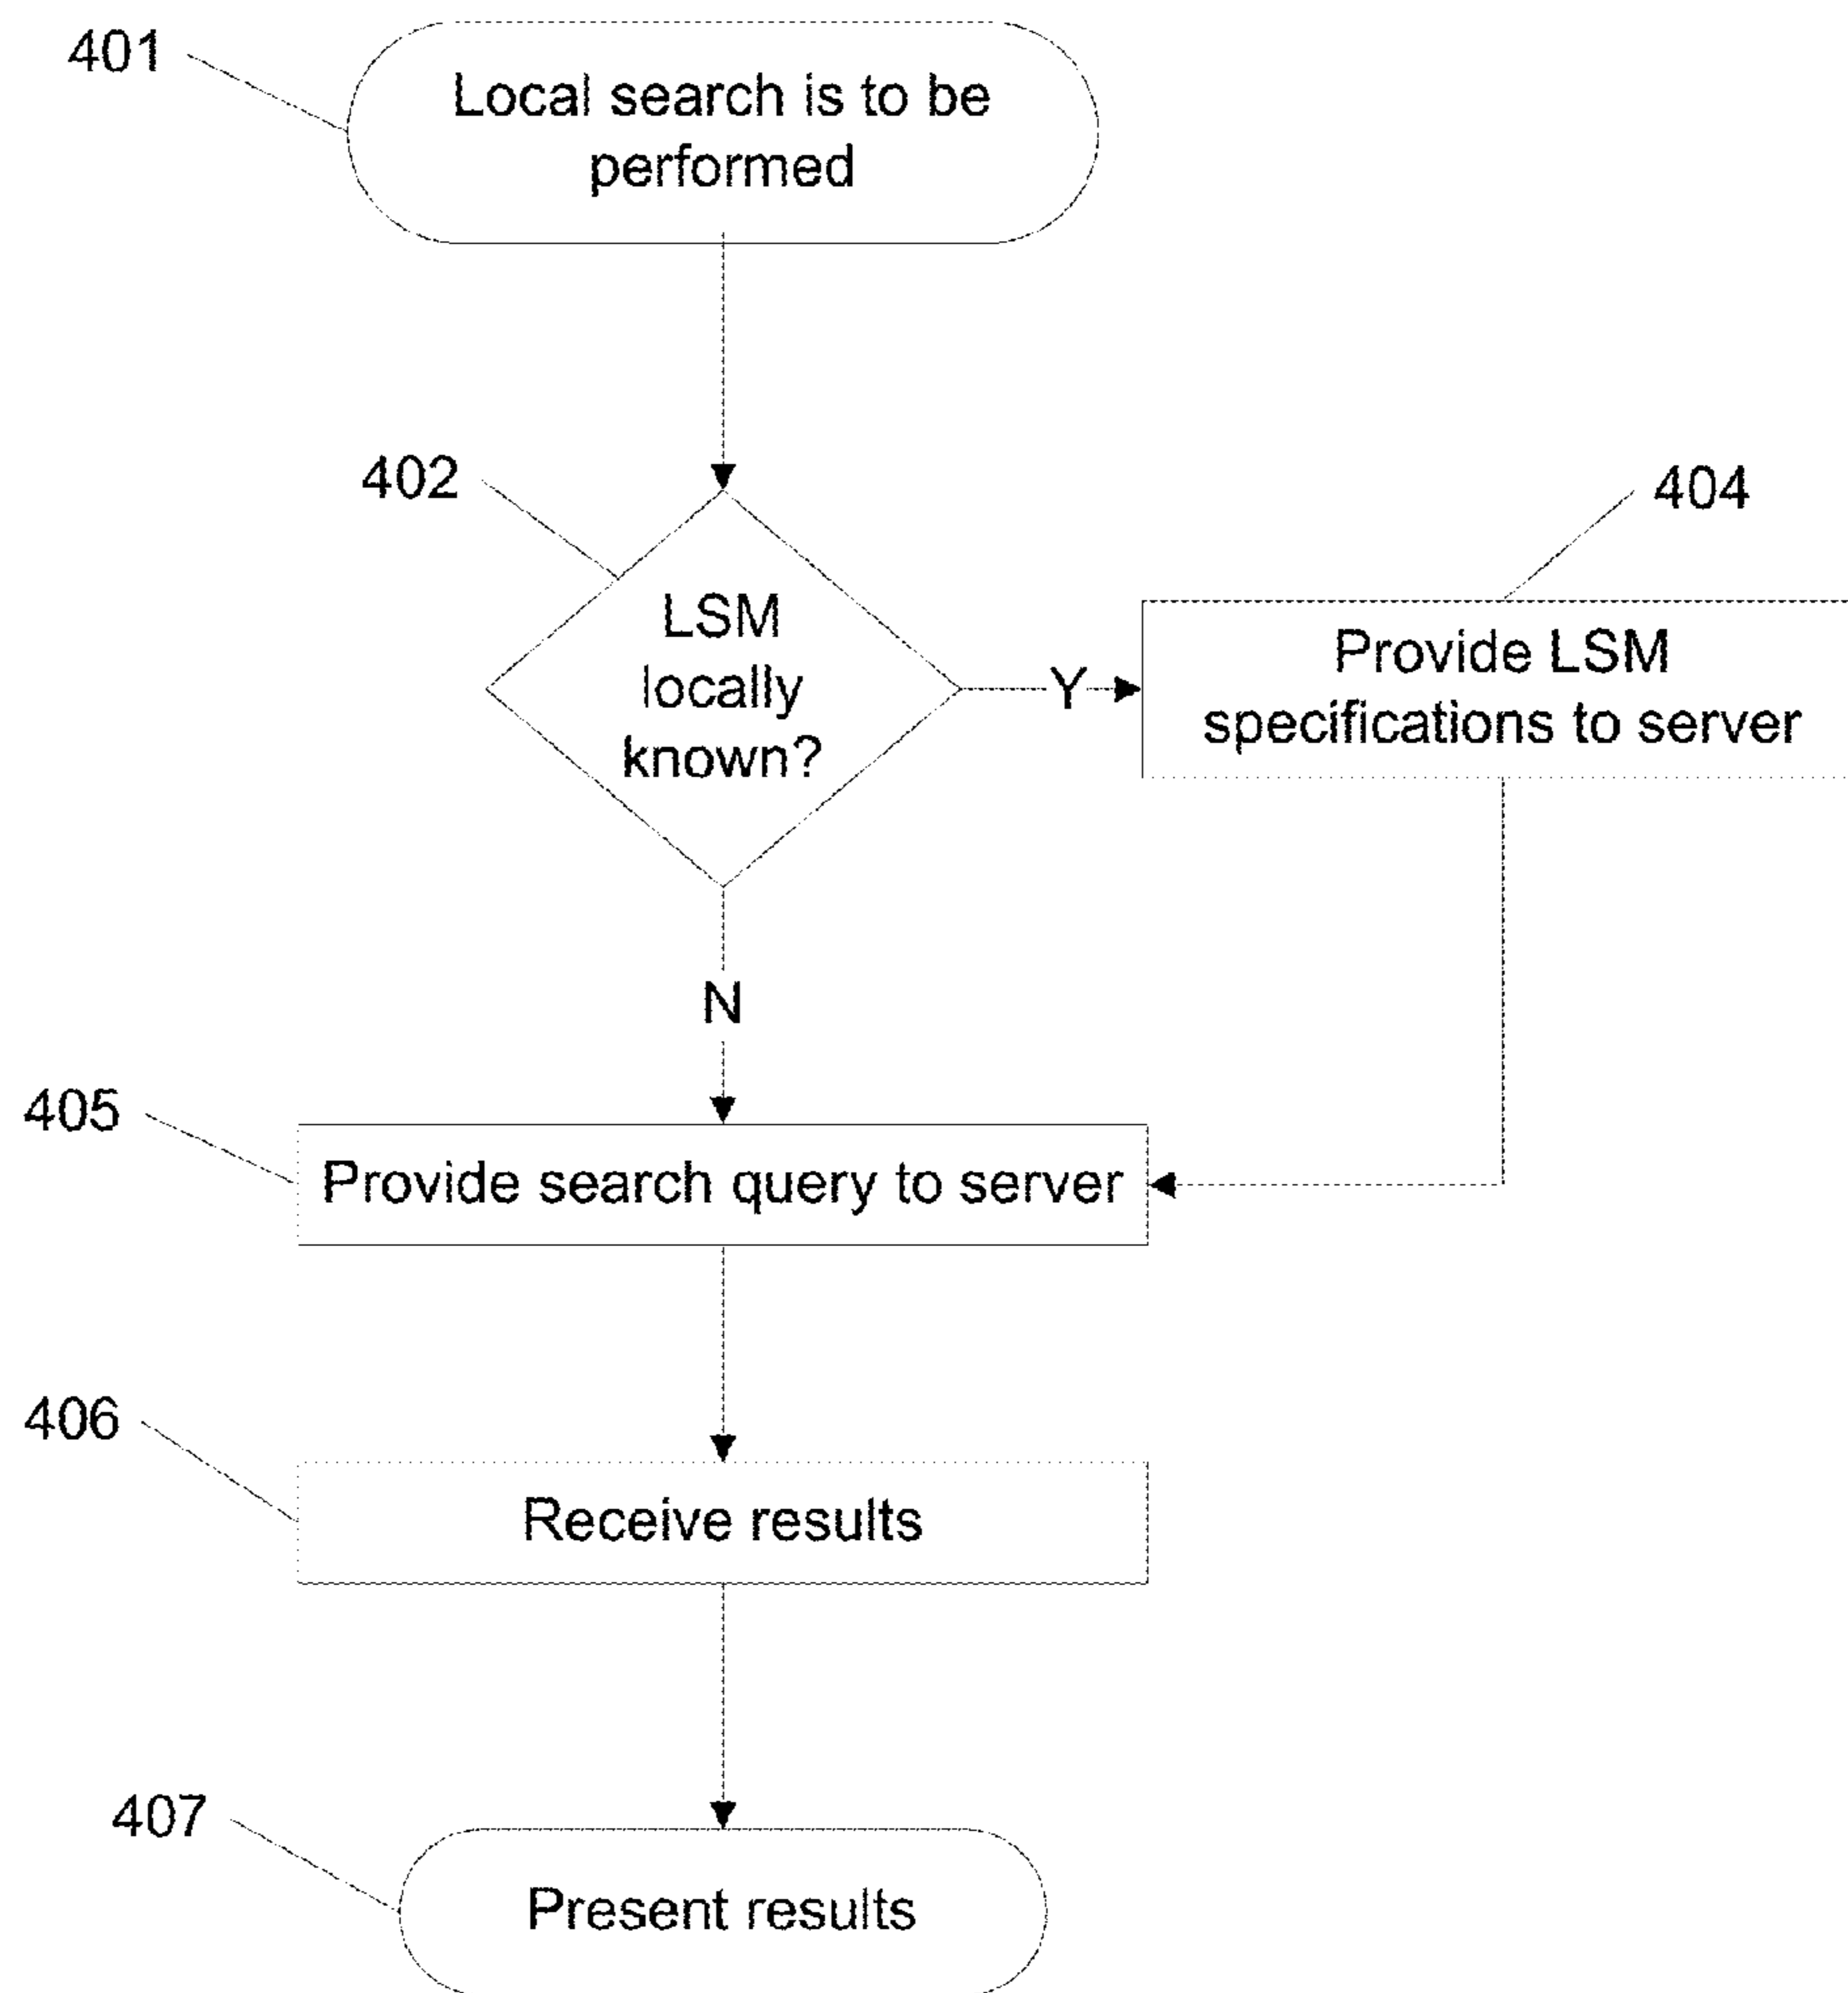 401
Local search is to be
performed
402
LSM
locally
known?
Y
404
Provide LSM
specifications to server
N
405
Provide search query to server
406
Receive results
407
Present results